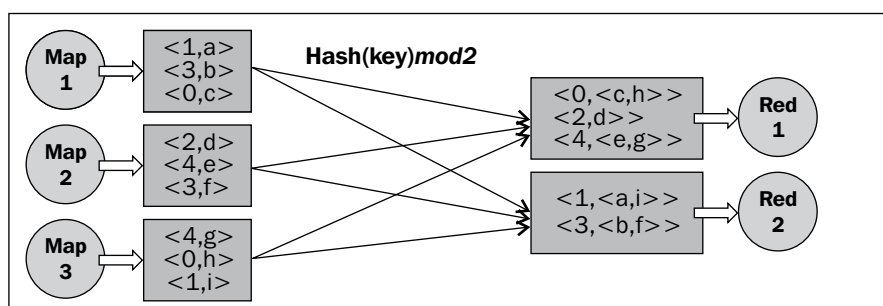 Map
1
<1,a>
<3,b>
<0,c>
Hash(key)mod2
Map
2
<2,d>
<4,e>
<3,f>
Map
3
<4,g>
<0,h>
<1,i>
<0,<c,h>>
<2,d>>
<4,<e,g>>
Red
1
<1,<a,i>>
<3,<b,f>>
Red
2